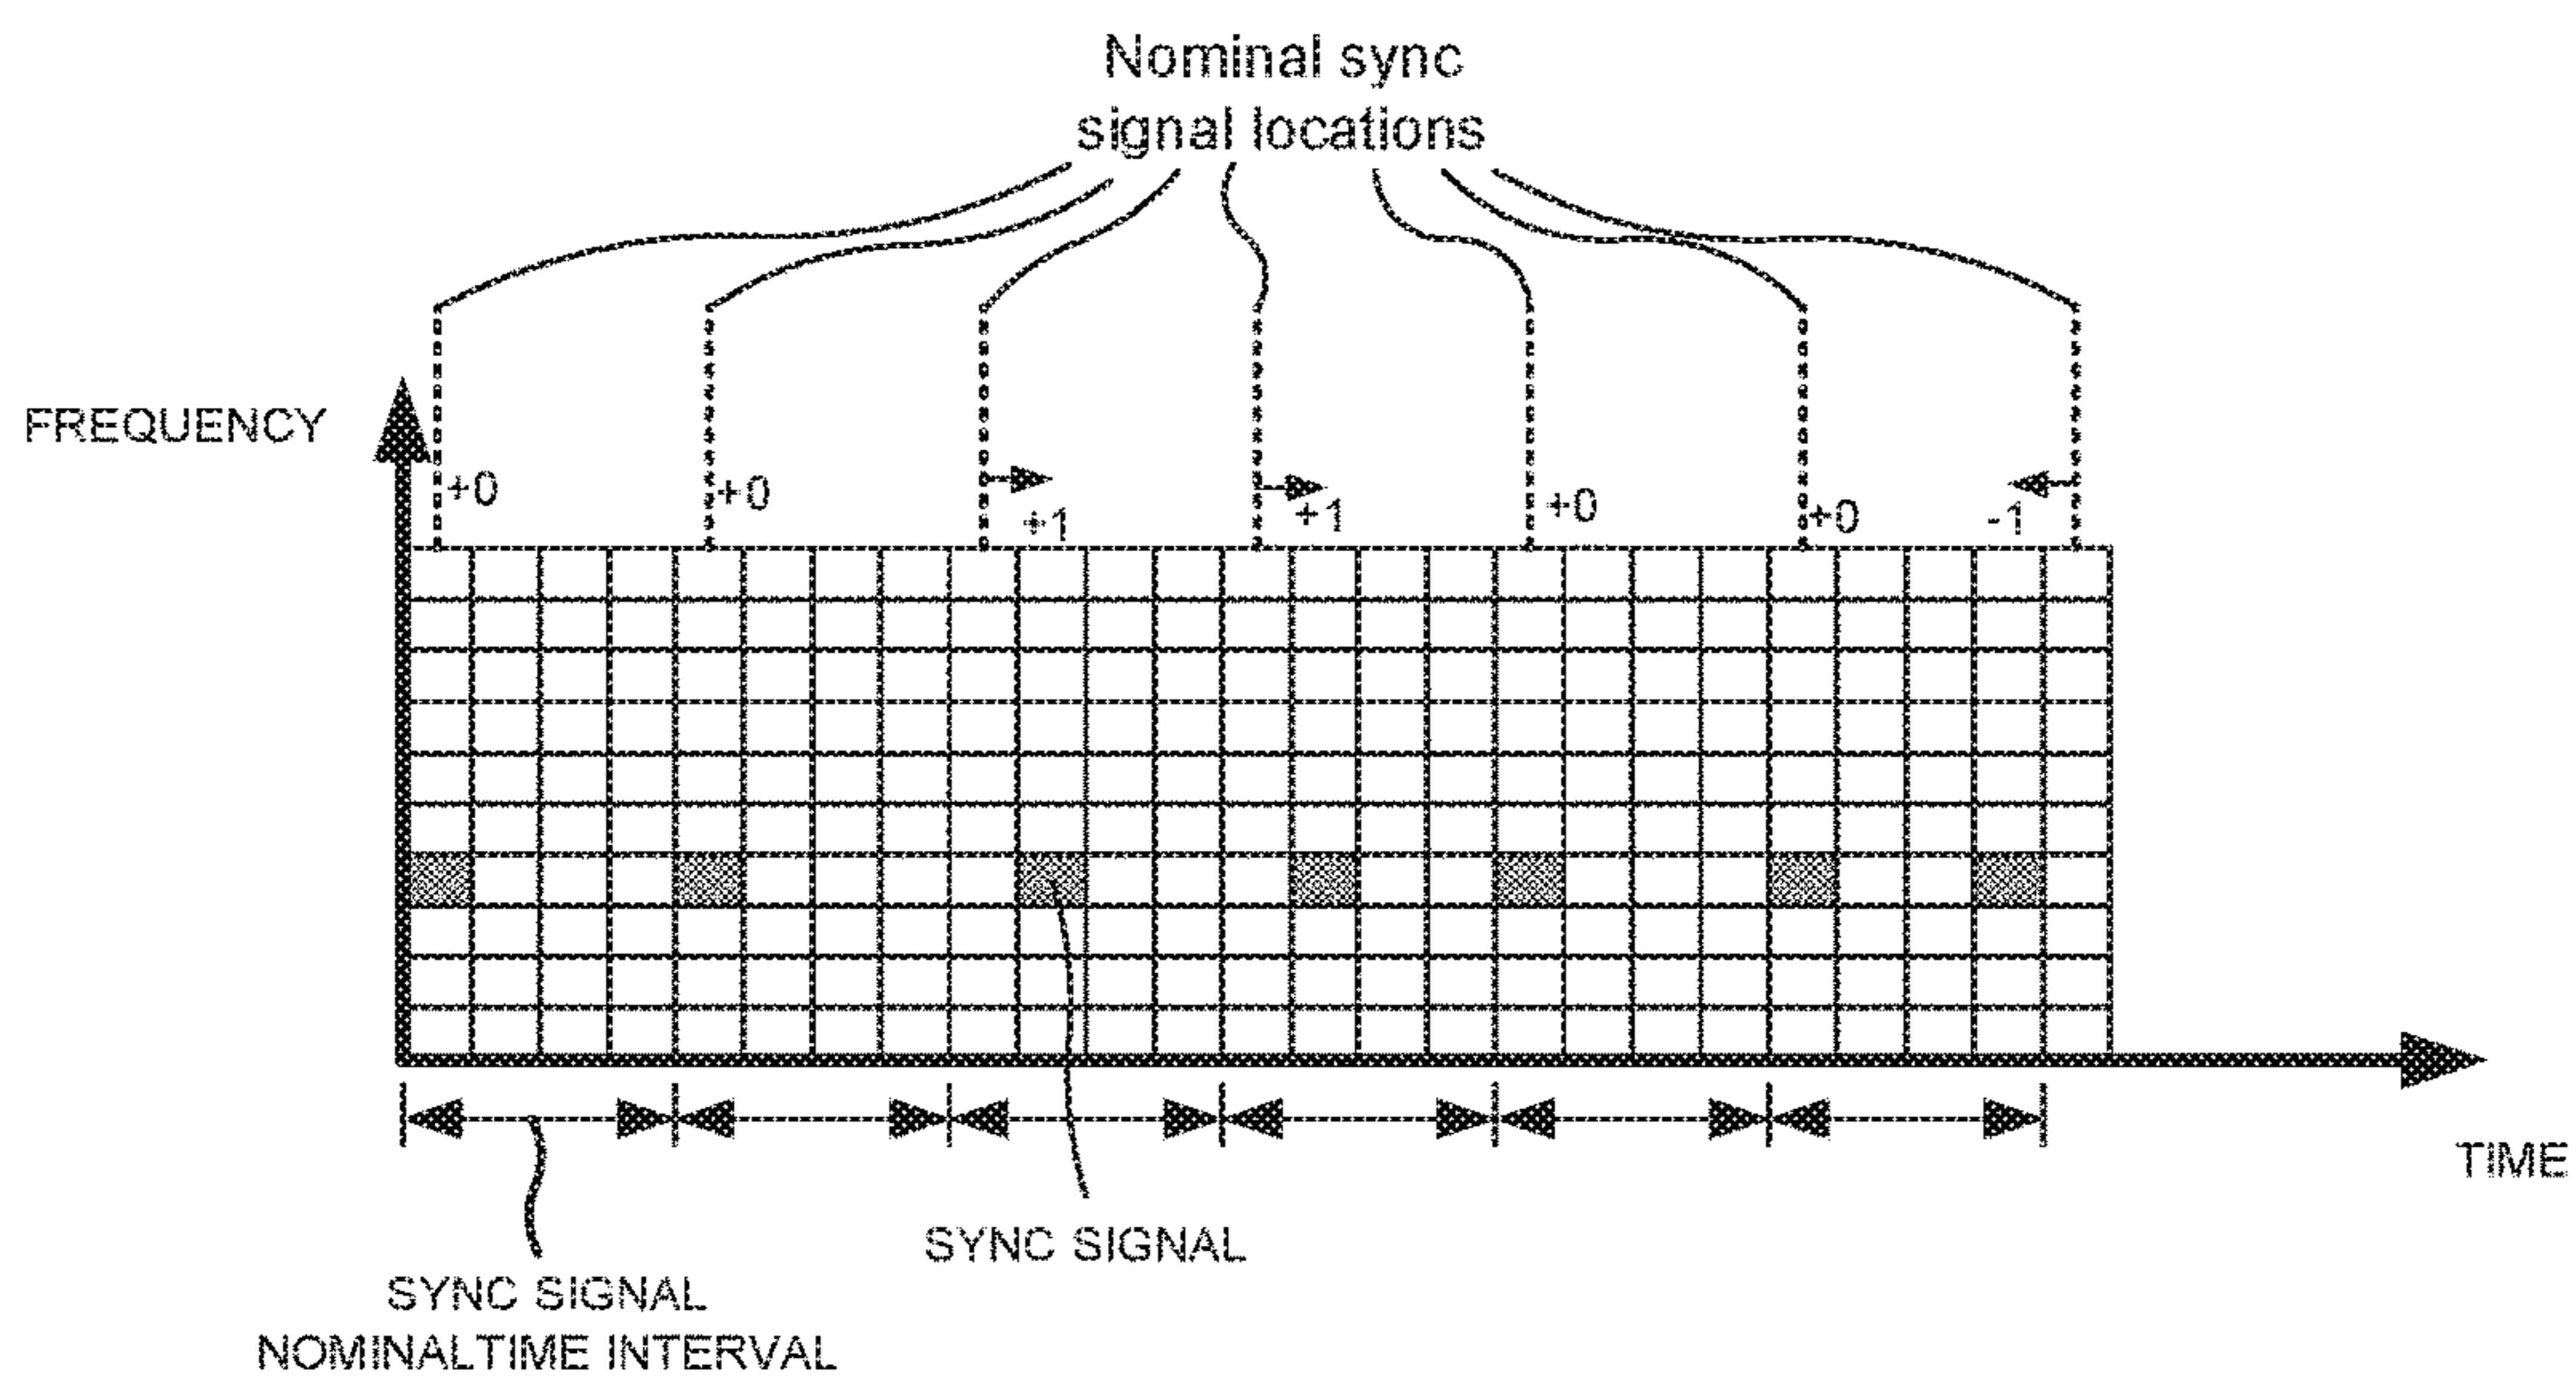 Nominal sync
signal locations
FREQUENCY
+0
+0
+1
+1
+0
+0
-1
TIME
SYNC SIGNAL
SYNC SIGNAL
NOMINALTIME INTERVAL